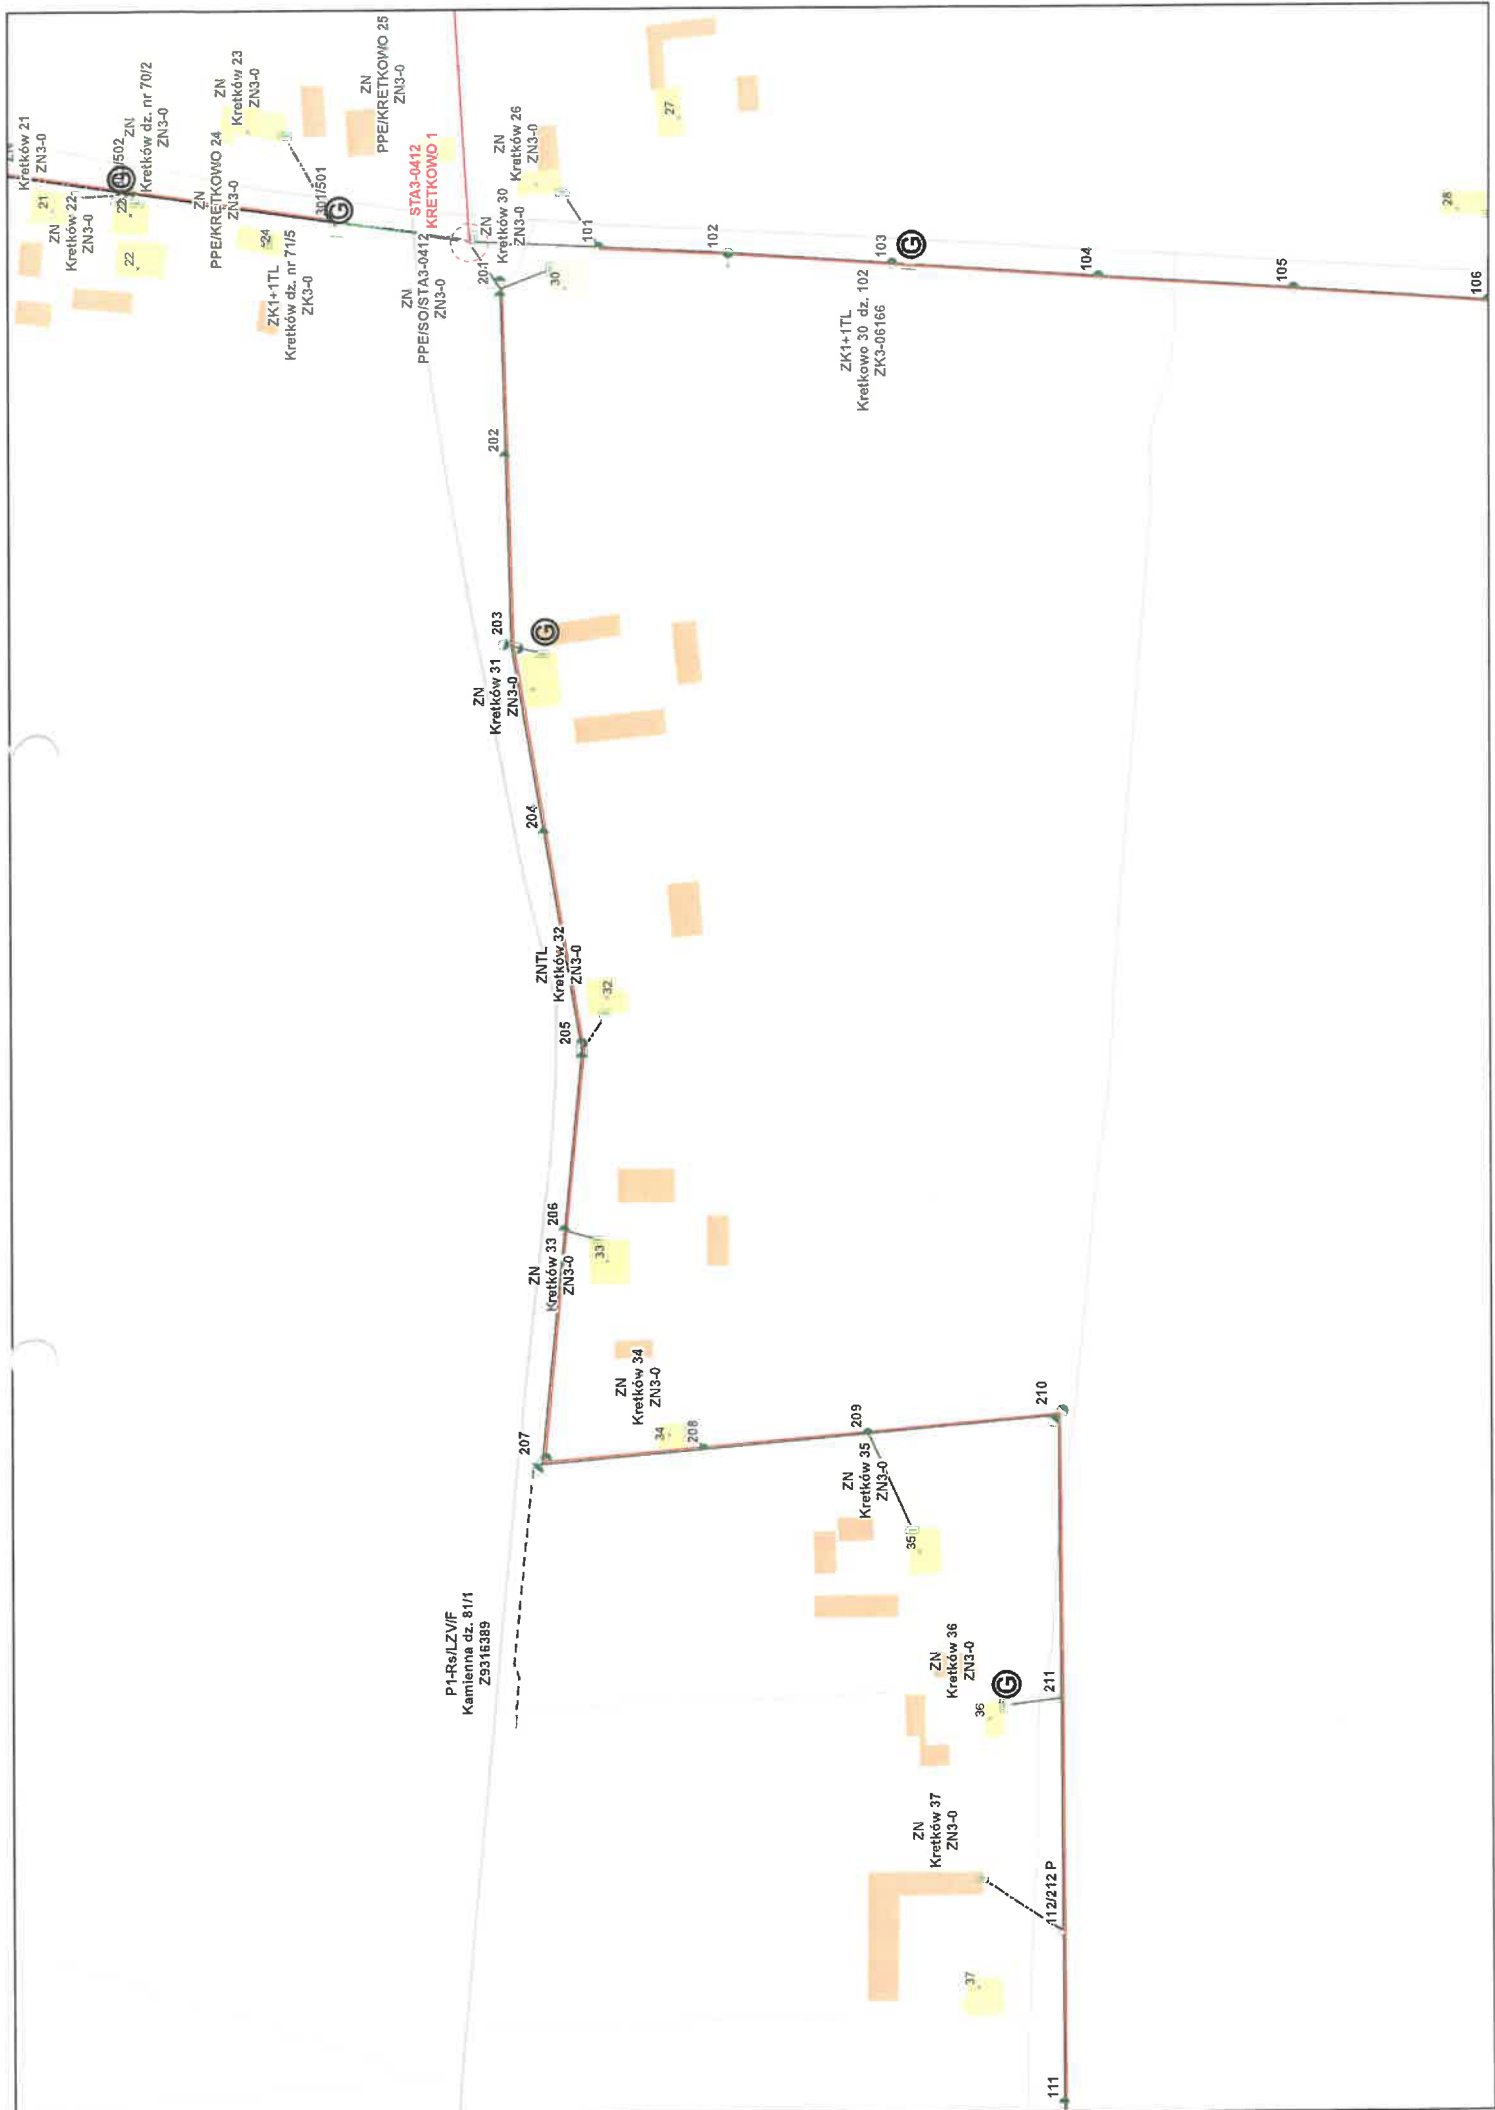 ZN
Kretków 21
ZN3-0
21
ZN
Kretków 22
ZN3-0
/502
G
22
ZN
Kretków dz. nr 70/2
ZN3-0
22
ZN
PPE/KRETKOWO 24
ZN3-0
24
ZN
Kretków 23
ZN3-0
ZK1+1TL
Kretków dz. nr 71/5
ZK3-0
301/501
G
ZN
PPE/KRETKOWO 25
ZN3-0
STA3-0412
KRETKOWO 1
ZN
PPE/SO/STA3-0412
ZN3-0
ZN
Kretków 30
ZN3-0
ZN
Kretków 26
ZN3-0
201
30
27
101
102
103
G
ZK1+1TL
Kretkowo 30 dz. 102
ZK3-06166
104
105
106
28
202
203
G
ZN
Kretków 31
ZN3-0
204
ZNTL
Kretków 32
ZN3-0
32
205
206
ZN
Kretków 33
ZN3-0
33
207
ZN
Kretków 34
ZN3-0
34
208
209
210
ZN
Kretków 35
ZN3-0
35
P1-Rs/LZV/F
Kamienna dz. 81/1
Z9316389
ZN
Kretków 36
ZN3-0
36
G
211
ZN
Kretków 37
ZN3-0
112/212 P
37
111